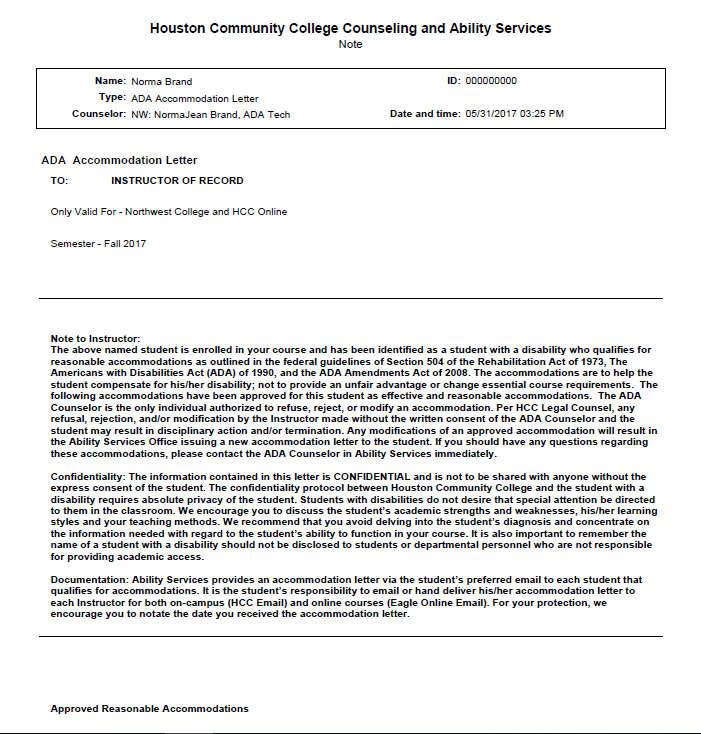 Houston Community College Counseling and Ability Services
Note
Name: Norma Brand ID: 000000000
Type: ADA Accommodation Letter
Counselor: NW: NormaJean Brand, ADA Tech Date and time: 05/31/2017 03:25 PM
ADA Accommodation Letter
TO: INSTRUCTOR OF RECORD
Only Valid For - Northwest College and HCC Online
Semester - Fall 2017
Note to Instructor:
The above named student is enrolled in your course and has been identified as a student with a disability who qualifies for
reasonable accommodations as outlined in the federal guidelines of Section 504 of the Rehabilitation Act of 1973, The
Americans with Disabilities Act (ADA) of 1990, and the ADA Amendments Act of 2008. The accommodations are to help the
student compensate for his/her disability; not to provide an unfair advantage or change essential course requirements. The
following accommodations have been approved for this student as effective and reasonable accommodations. The ADA
Counselor is the only individual authorized to refuse, reject, or modify an accommodation. Per HCC Legal Counsel, any
refusal, rejection, and/or modification by the Instructor made without the written consent of the ADA Counselor and the
student may result in disciplinary action and/or termination. Any modifications of an approved accommodation will result in
the Ability Services Office issuing a new accommodation letter to the student. If you should have any questions regarding
these accommodations, please contact the ADA Counselor in Ability Services immediately.
Confidentiality: The information contained in this letter is CONFIDENTIAL and is not to be shared with anyone without the
express consent of the student. The confidentiality protocol between Houston Community College and the student with a
disability requires absolute privacy of the student. Students with disabilities do not desire that special attention be directed
to them in the classroom. We encourage you to discuss the student's academic strengths and weaknesses, his/her learning
styles and your teaching methods. We recommend that you avoid delving into the student's diagnosis and concentrate on
the information needed with regard to the student's ability to function in your course. It is also important to remember the
name of a student with a disability should not be disclosed to students or departmental personnel who are not responsible
for providing academic access.
Documentation: Ability Services provides an accommodation letter via the student's preferred email to each student that
qualifies for accommodations. It is the student's responsibility to email or hand deliver his/her accommodation letter to
each Instructor for both on-campus (HCC Email) and online courses (Eagle Online Email). For your protection, we
encourage you to notate the date you received the accommodation letter.
Approved Reasonable Accommodations